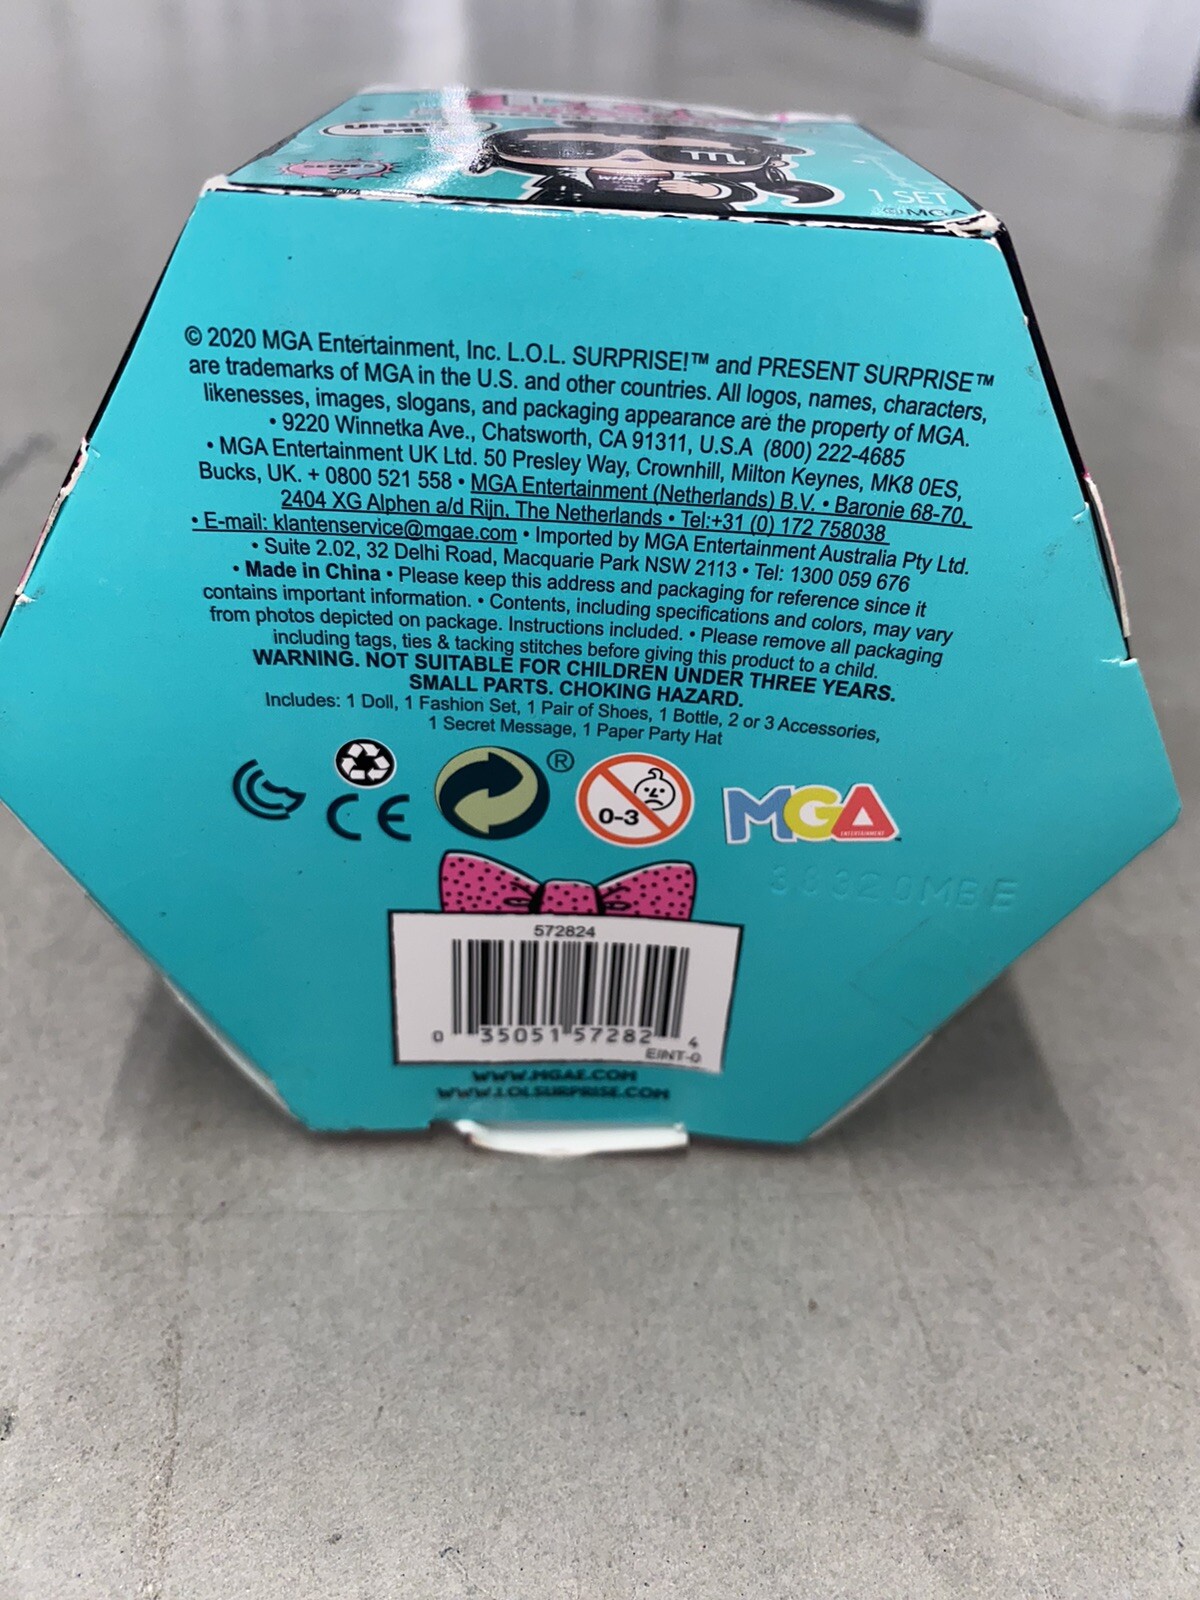 UNBOX ME
SERIES 2
WHAT?
1 SET
© MGA
© 2020 MGA Entertainment, Inc. L.O.L. SURPRISE!™ and PRESENT SURPRISE™
are trademarks of MGA in the U.S. and other countries. All logos, names, characters,
likenesses, images, slogans, and packaging appearance are the property of MGA.
• 9220 Winnetka Ave., Chatsworth, CA 91311, U.S.A (800) 222-4685
• MGA Entertainment UK Ltd. 50 Presley Way, Crownhill, Milton Keynes, MK8 0ES,
Bucks, UK. + 0800 521 558 • MGA Entertainment (Netherlands) B.V. • Baronie 68-70,
2404 XG Alphen a/d Rijn, The Netherlands • Tel:+31 (0) 172 758038
• E-mail: klantenservice@mgae.com • Imported by MGA Entertainment Australia Pty Ltd.
• Suite 2.02, 32 Delhi Road, Macquarie Park NSW 2113 • Tel: 1300 059 676
• Made in China • Please keep this address and packaging for reference since it
contains important information. • Contents, including specifications and colors, may vary
from photos depicted on package. Instructions included. • Please remove all packaging
including tags, ties & tacking stitches before giving this product to a child.
WARNING. NOT SUITABLE FOR CHILDREN UNDER THREE YEARS.
SMALL PARTS. CHOKING HAZARD.
Includes: 1 Doll, 1 Fashion Set, 1 Pair of Shoes, 1 Bottle, 2 or 3 Accessories,
1 Secret Message, 1 Paper Party Hat
CE
®
0-3
MGA
ENTERTAINMENT
38320MBE
572824
0 35051 57282 4
EINT-0
WWW.MGAE.COM
WWW.LOLSURPRISE.COM